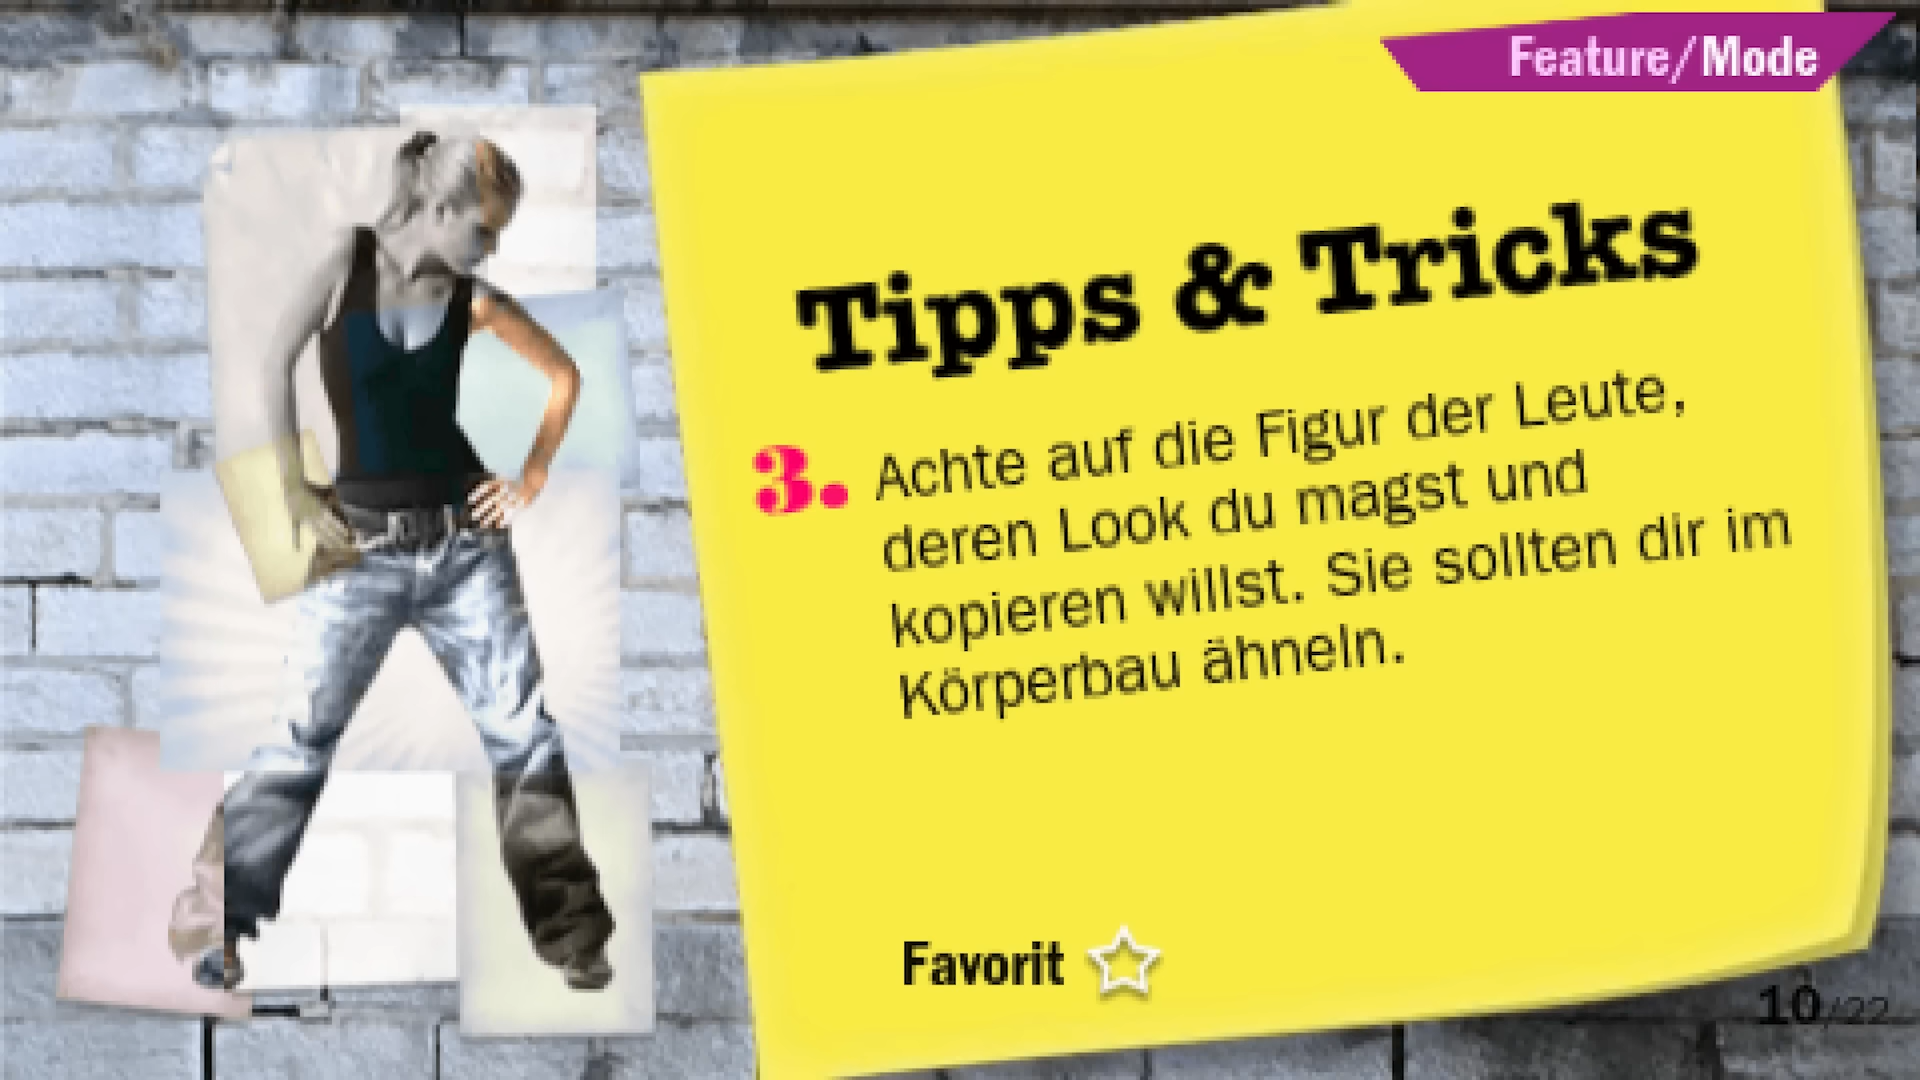 Feature/Mode
Tipps & Tricks
3. Achte auf die Figur der Leute,
deren Look du magst und
kopieren willst. Sie sollten dir im
Körperbau ähneln.
Favorit
10/22